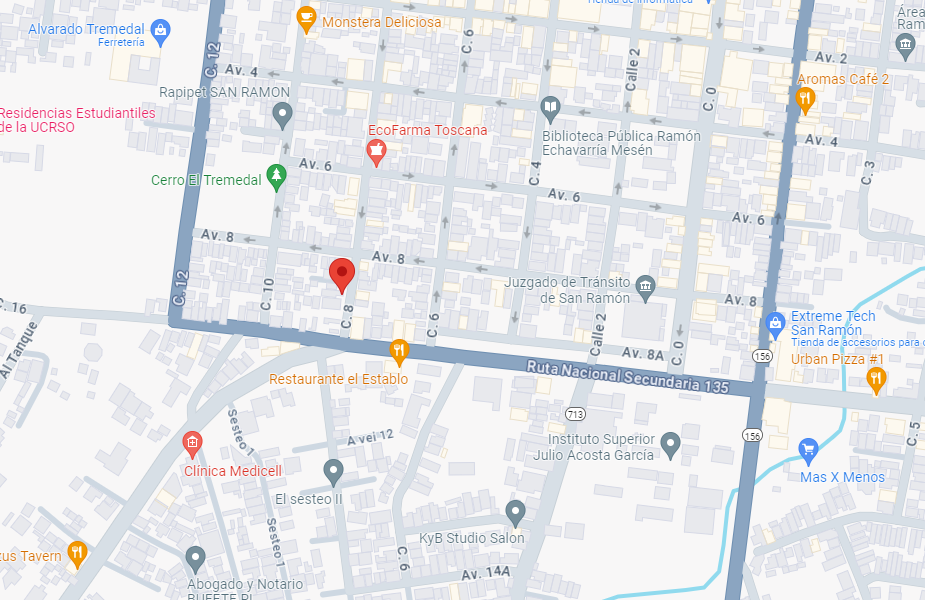 Tienda de informática
Monstera Deliciosa
Alvarado Tremedal
Ferretería
Área
Ram
C. 12
C. 6
Calle 2
Av. 2
Av. 4
Aromas Café 2
Rapipet SAN RAMON
C. 0
Residencias Estudiantiles
de la UCRSO
EcoFarma Toscana
Biblioteca Pública Ramón
Echavarría Mesén
Av. 4
Av. 6
C. 4
C. 3
Cerro El Tremedal
Av. 6
Av. 6
Av. 8
Av. 8
C. 12
C. 10
Juzgado de Tránsito
de San Ramón
Av. 8
C. 16
C. 8
C. 6
Calle 2
Extreme Tech
San Ramón
Tienda de accesorios para
Al Tanque
Av. 8A
C. 0
156
Urban Pizza #1
Restaurante el Establo
Ruta Nacional Secundaria 135
713
156
C. 5
Sesteo 1
A vei 12
Instituto Superior
Julio Acosta García
Clínica Medicell
Mas X Menos
El sesteo II
Sesteo 1
KyB Studio Salon
tus Tavern
C. 6
Av. 14A
Abogado y Notario